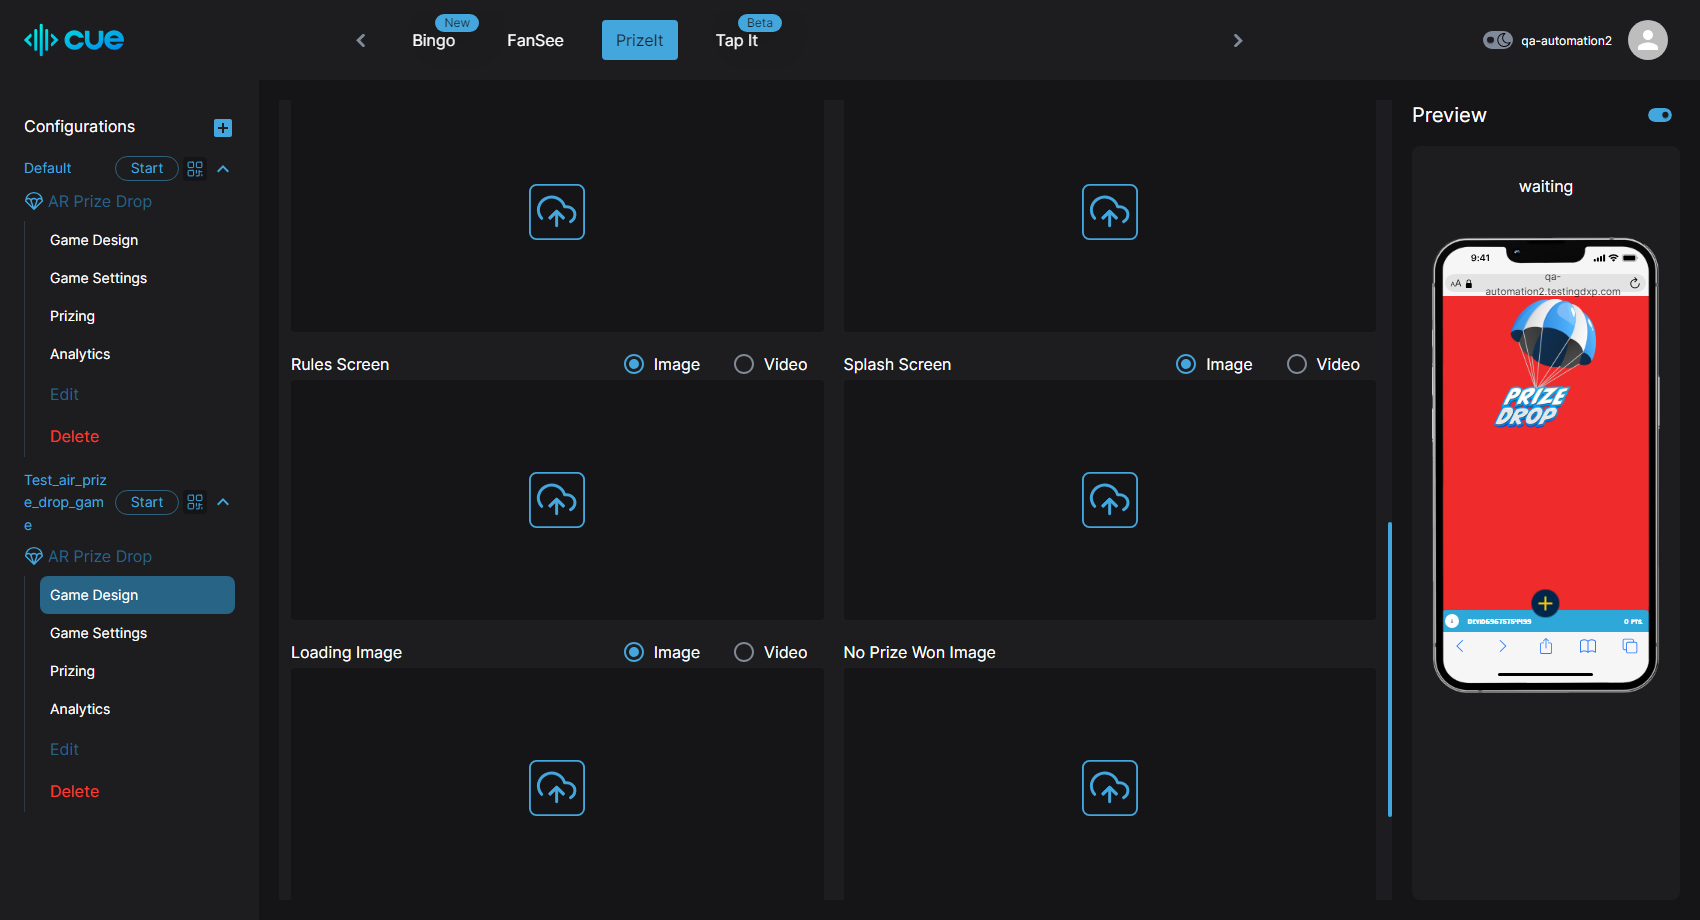 cue
New
Bingo
FanSee
PrizeIt
Beta
Tap It
qa-automation2
Configurations
Default
Start
AR Prize Drop
Game Design
Game Settings
Prizing
Analytics
Edit
Delete
Test_air_priz
e_drop_gam
e
Start
AR Prize Drop
Game Design
Game Settings
Prizing
Analytics
Edit
Delete
Rules Screen
Image
Video
Splash Screen
Image
Video
Loading Image
Image
Video
No Prize Won Image
Preview
waiting
9:41
AA
qa-
automation2.testingdxp.com
PRIZE
DROP
0 PTS.